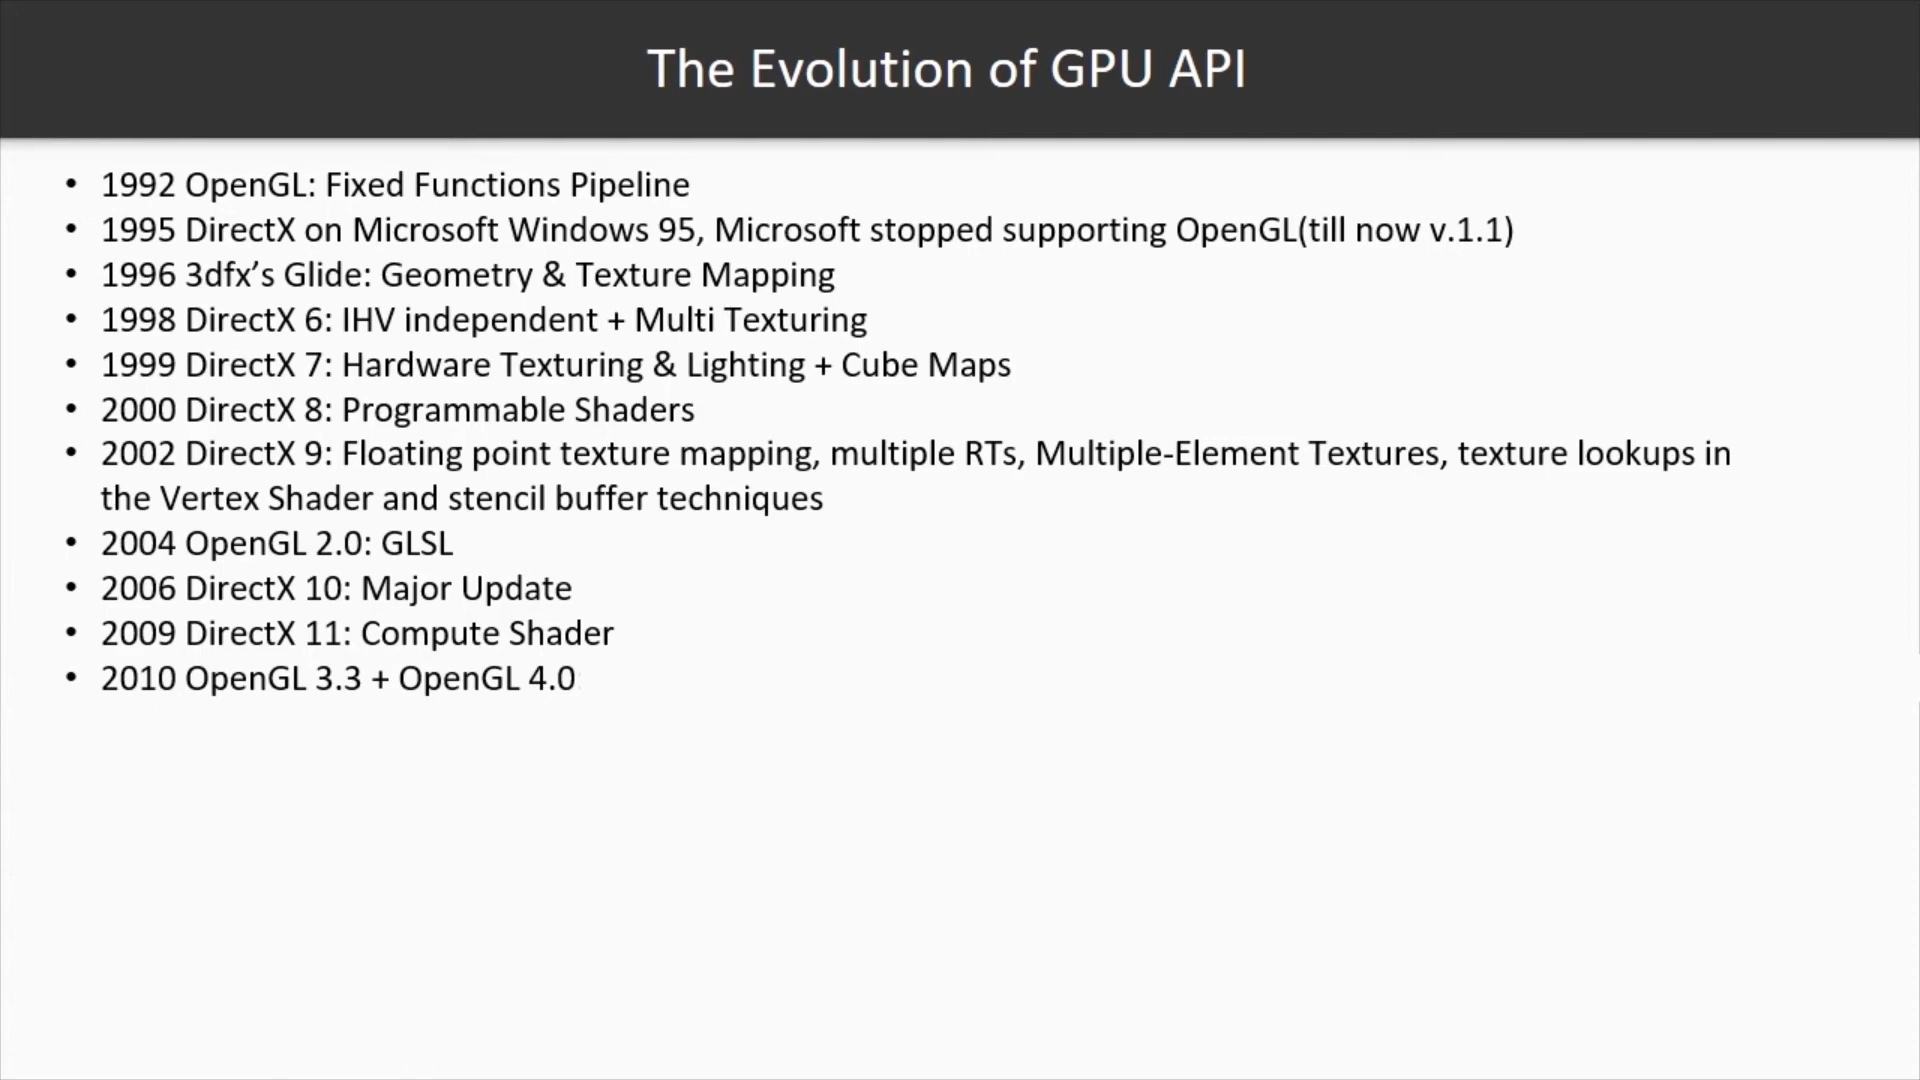 The Evolution of GPU API
• 1992 OpenGL: Fixed Functions Pipeline
• 1995 DirectX on Microsoft Windows 95, Microsoft stopped supporting OpenGL(till now v.1.1)
• 1996 3dfx’s Glide: Geometry & Texture Mapping
• 1998 DirectX 6: IHV independent + Multi Texturing
• 1999 DirectX 7: Hardware Texturing & Lighting + Cube Maps
• 2000 DirectX 8: Programmable Shaders
• 2002 DirectX 9: Floating point texture mapping, multiple RTs, Multiple-Element Textures, texture lookups in
the Vertex Shader and stencil buffer techniques
• 2004 OpenGL 2.0: GLSL
• 2006 DirectX 10: Major Update
• 2009 DirectX 11: Compute Shader
• 2010 OpenGL 3.3 + OpenGL 4.0